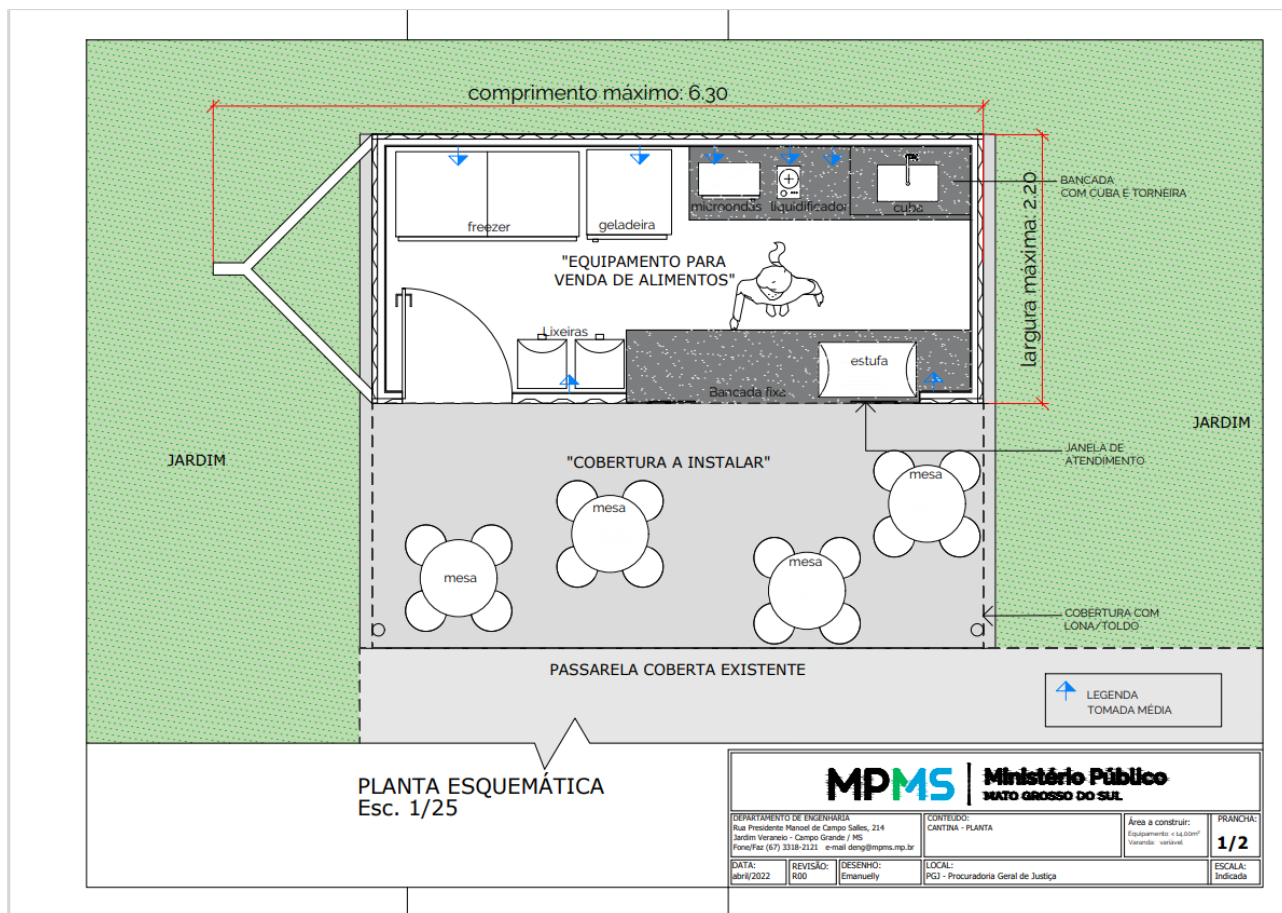 comprimento máximo: 6.30
largura máxima: 2.20
BANCADA
COM CUBA E TORNEIRA
microondas
liquidificador
cuba
freezer
geladeira
"EQUIPAMENTO PARA
VENDA DE ALIMENTOS"
Lixeiras
estufa
Bancada fixa
JARDIM
JARDIM
JANELA DE
ATENDIMENTO
"COBERTURA A INSTALAR"
mesa
mesa
mesa
mesa
COBERTURA COM
LONA/TOLDO
PASSARELA COBERTA EXISTENTE
LEGENDA
TOMADA MÉDIA
PLANTA ESQUEMÁTICA
Esc. 1/25
MPMS
Ministério Público
MATO GROSSO DO SUL
DEPARTAMENTO DE ENGENHARIA
Rua Presidente Manoel de Campo Salles, 214
Jardim Veraneio - Campo Grande / MS
Fone/Faz (67) 3318-2121 e-mail deng@mpms.mp.br
CONTEÚDO:
CANTINA - PLANTA
Área a construir:
Equipamento: < 14,00m²
Varanda: variável
PRANCHA:
1/2
DATA:
abril/2022
REVISÃO:
R00
DESENHO:
Emanuelly
LOCAL:
PGJ - Procuradoria Geral de Justiça
ESCALA:
Indicada